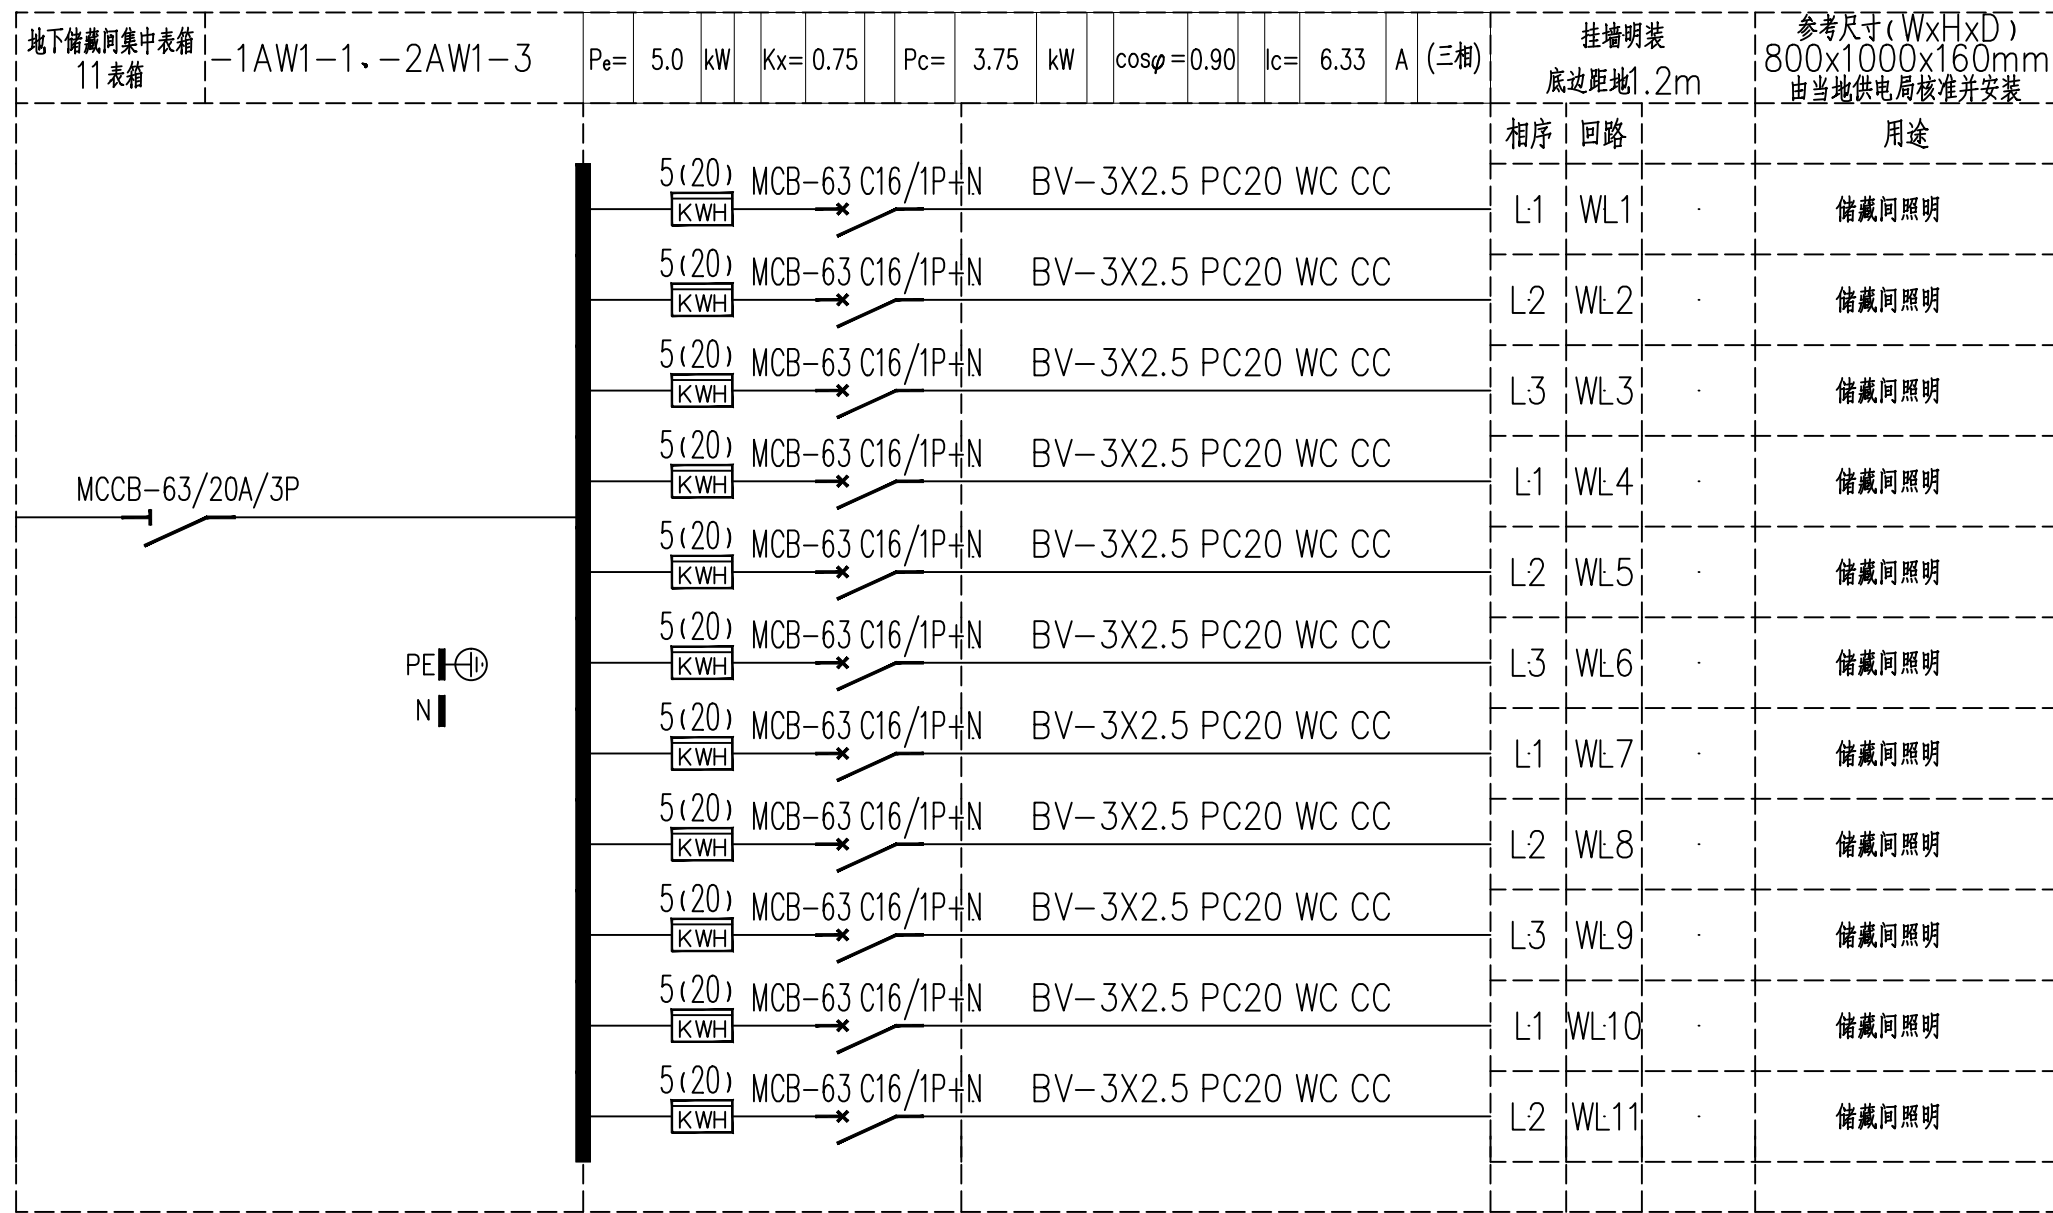 地下储藏间集中表箱
11表箱
-1AW1-1、-2AW1-3
Pe= 5.0 kW Kx= 0.75 Pc= 3.75 kW cosφ=0.90 Ic= 6.33 A (三相)
挂墙明装
底边距地1.2m
参考尺寸(WxHxD)
800x1000x160mm
由当地供电局核准并安装
相序 回路 用途
5(20) MCB-63 C16/1P+N BV-3X2.5 PC20 WC CC
KWH L1 WL1 储藏间照明
5(20) MCB-63 C16/1P+N BV-3X2.5 PC20 WC CC
KWH L2 WL2 储藏间照明
5(20) MCB-63 C16/1P+N BV-3X2.5 PC20 WC CC
KWH L3 WL3 储藏间照明
5(20) MCB-63 C16/1P+N BV-3X2.5 PC20 WC CC
KWH L1 WL4 储藏间照明
MCCB-63/20A/3P
5(20) MCB-63 C16/1P+N BV-3X2.5 PC20 WC CC
KWH L2 WL5 储藏间照明
5(20) MCB-63 C16/1P+N BV-3X2.5 PC20 WC CC
KWH L3 WL6 储藏间照明
PE
N
5(20) MCB-63 C16/1P+N BV-3X2.5 PC20 WC CC
KWH L1 WL7 储藏间照明
5(20) MCB-63 C16/1P+N BV-3X2.5 PC20 WC CC
KWH L2 WL8 储藏间照明
5(20) MCB-63 C16/1P+N BV-3X2.5 PC20 WC CC
KWH L3 WL9 储藏间照明
5(20) MCB-63 C16/1P+N BV-3X2.5 PC20 WC CC
KWH L1 WL10 储藏间照明
5(20) MCB-63 C16/1P+N BV-3X2.5 PC20 WC CC
KWH L2 WL11 储藏间照明